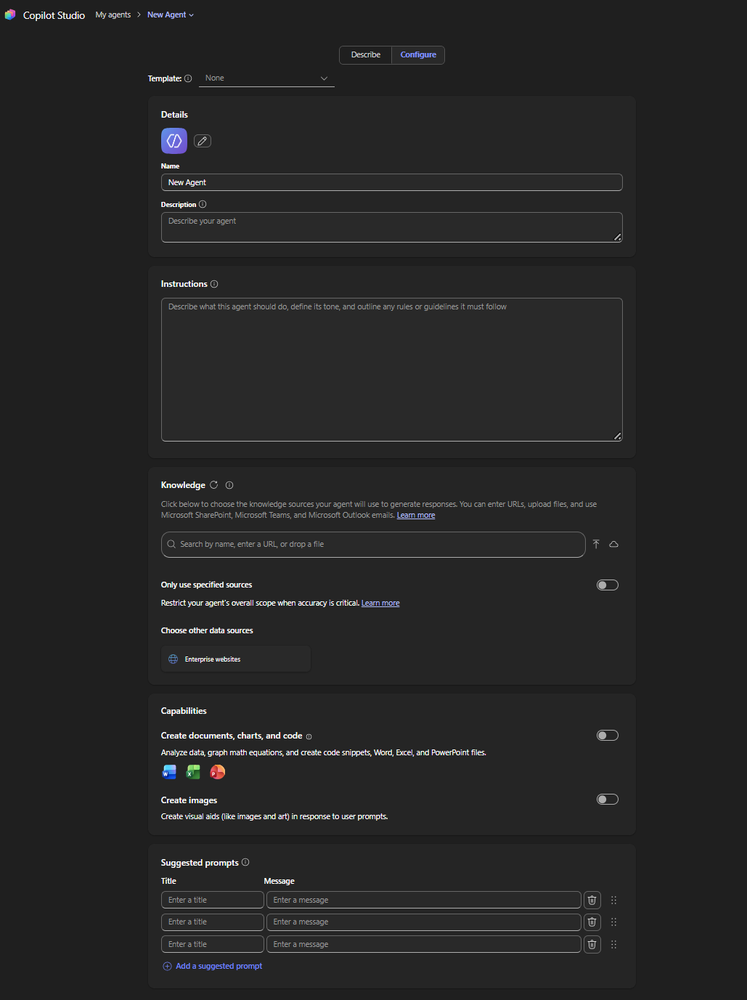 Copilot Studio My agents > New Agent
Describe Configure
Template: None
Details
Name
New Agent
Description
Describe your agent
Instructions
Describe what this agent should do, define its tone, and outline any rules or guidelines it must follow
Knowledge
Click below to choose the knowledge sources your agent will use to generate responses. You can enter URLs, upload files, and use
Microsoft SharePoint, Microsoft Teams, and Microsoft Outlook emails. Learn more
Search by name, enter a URL, or drop a file
Only use specified sources
Restrict your agent's overall scope when accuracy is critical. Learn more
Choose other data sources
Enterprise websites
Capabilities
Create documents, charts, and code
Analyze data, graph math equations, and create code snippets, Word, Excel, and PowerPoint files.
W X P
Create images
Create visual aids (like images and art) in response to user prompts.
Suggested prompts
Title Message
Enter a title Enter a message
Enter a title Enter a message
Enter a title Enter a message
Add a suggested prompt